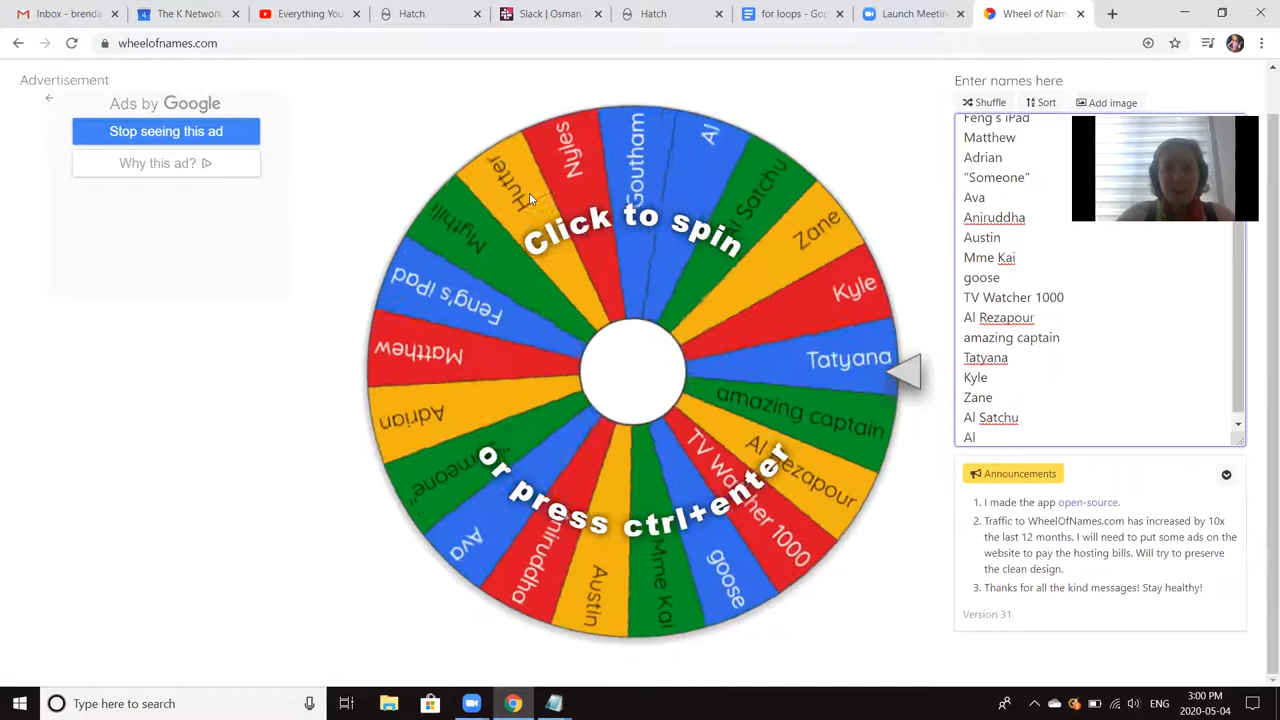 Inbox - brenda
The K Network
Everything You
Hatch
Slack | Osman
Hatch
for loops - Goo
Launch Meeti
Wheel of Nam
wheelofnames.com
Advertisement
Ads by Google
Stop seeing this ad
Why this ad?
Click to spin
or press ctrl+enter
Goutham
Al
Al Satchu
Zane
Kyle
Tatyana
amazing captain
Al Rezapour
TV Watcher 1000
goose
Mme Kai
Austin
Aniruddha
Ava
"Someone"
Adrian
Matthew
Feng's iPad
Mythili
Hutter
Nyles
Enter names here
Shuffle Sort Add image
Feng's iPad
Matthew
Adrian
"Someone"
Ava
Aniruddha
Austin
Mme Kai
goose
TV Watcher 1000
Al Rezapour
amazing captain
Tatyana
Kyle
Zane
Al Satchu
Al
Announcements
1. I made the app open-source.
2. Traffic to WheelOfNames.com has increased by 10x
the last 12 months. I will need to put some ads on the
website to pay the hosting bills. Will try to preserve
the clean design.
3. Thanks for all the kind messages! Stay healthy!
Version 31
Type here to search
ENG
3:00 PM
2020-05-04